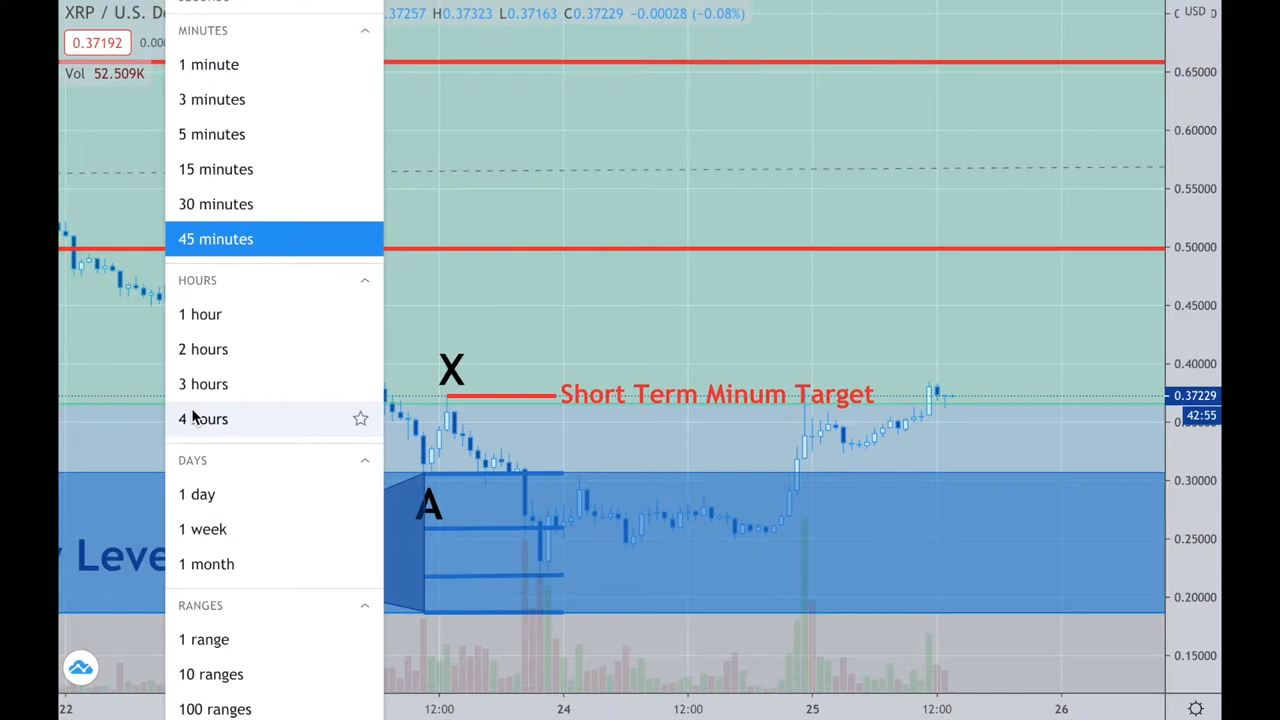 XRP / U.S. D
.37257 H0.37323 L0.37163 C0.37229 −0.00028 (−0.08%)
USD
0.37192
Vol 52.509K
MINUTES
1 minute
3 minutes
5 minutes
15 minutes
30 minutes
45 minutes
HOURS
1 hour
2 hours
3 hours
4 hours
DAYS
1 day
1 week
1 month
RANGES
1 range
10 ranges
100 ranges
X
Short Term Minum Target
A
Leve
0.65000
0.60000
0.55000
0.50000
0.45000
0.40000
0.37229
42:55
0.30000
0.25000
0.20000
0.15000
22
12:00
24
12:00
25
12:00
26